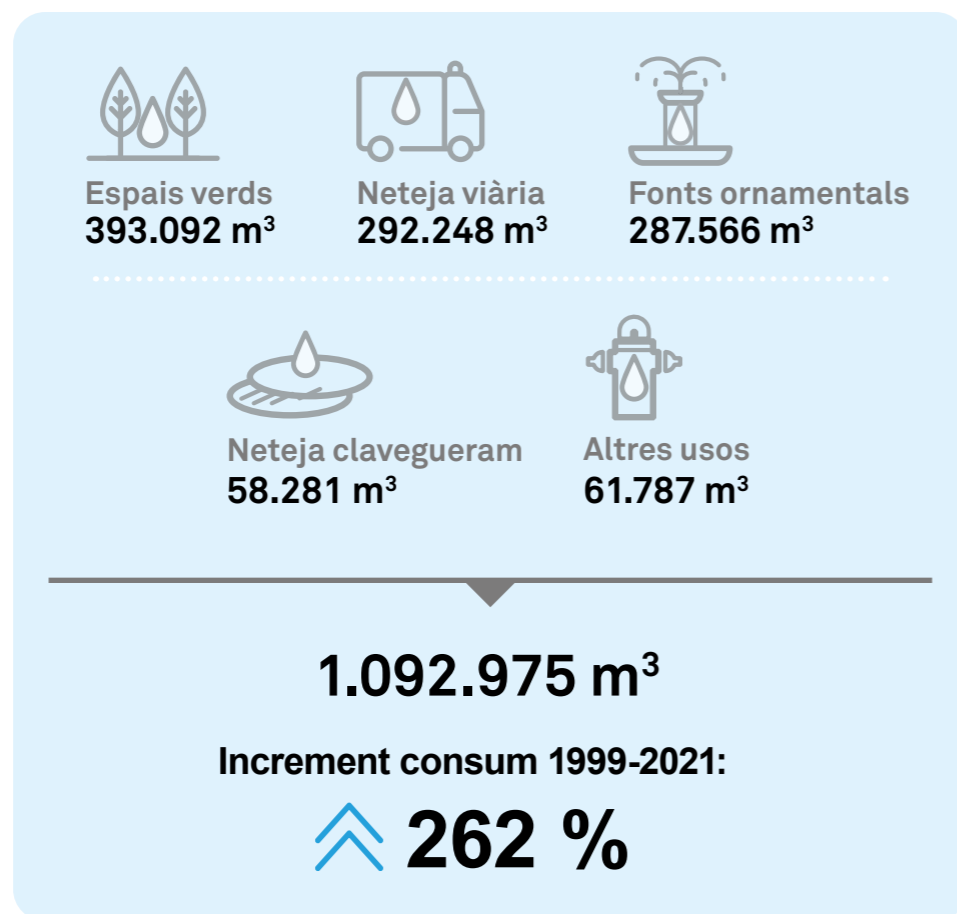 Espais verds
393.092 m³
Neteja viària
292.248 m³
Fonts ornamentals
287.566 m³
Neteja clavegueram
58.281 m³
Altres usos
61.787 m³
1.092.975 m³
Increment consum 1999-2021:
262 %